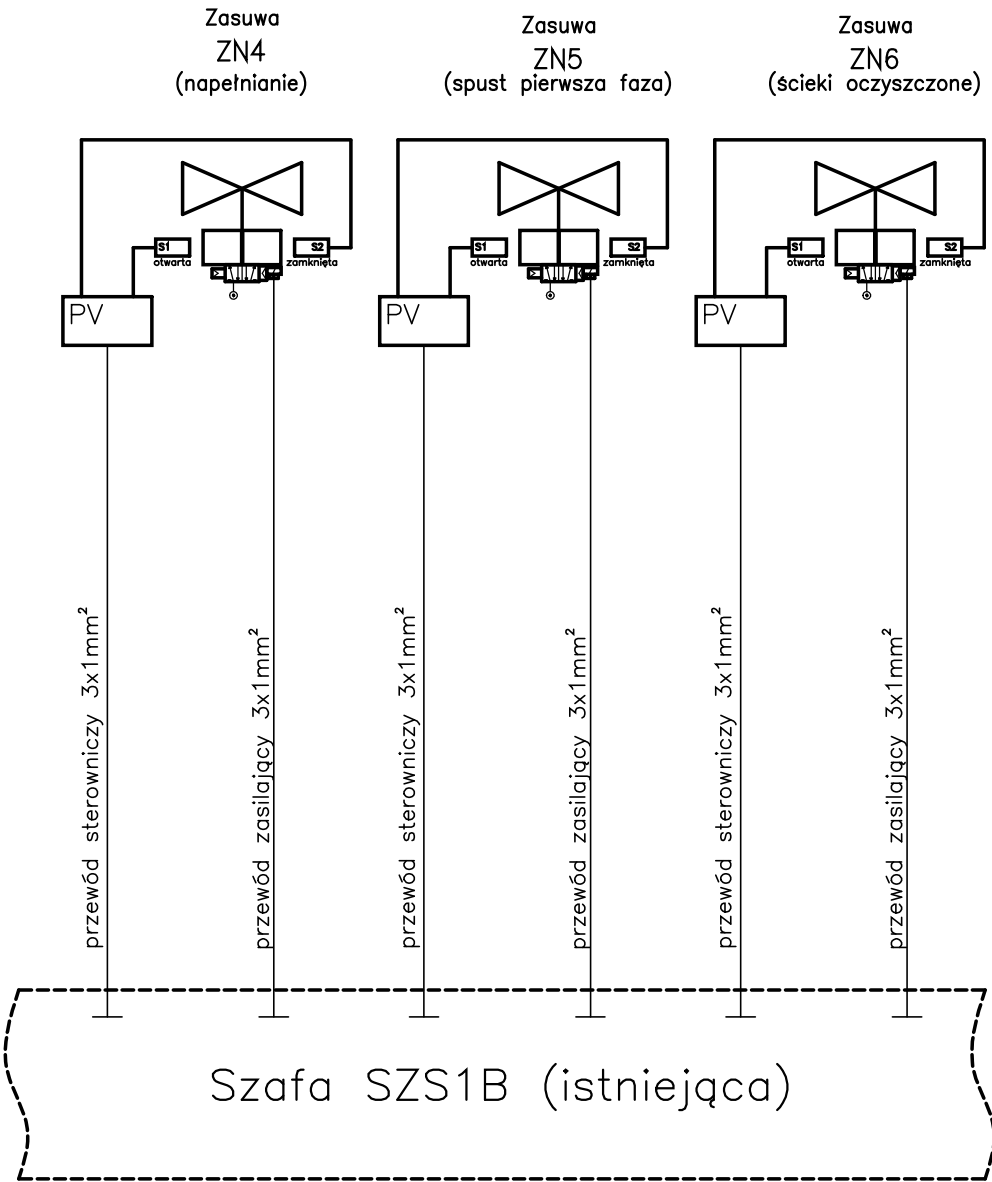 Zasuwa
ZN4
(napełnianie)
Zasuwa
ZN5
(spust pierwsza faza)
Zasuwa
ZN6
(ścieki oczyszczone)
S1
otwarta
S2
zamknięta
PV
S1
otwarta
S2
zamknięta
PV
S1
otwarta
S2
zamknięta
PV
przewód sterowniczy 3x1mm²
przewód zasilający 3x1mm²
przewód sterowniczy 3x1mm²
przewód zasilający 3x1mm²
przewód sterowniczy 3x1mm²
przewód zasilający 3x1mm²
Szafa SZS1B (istniejąca)